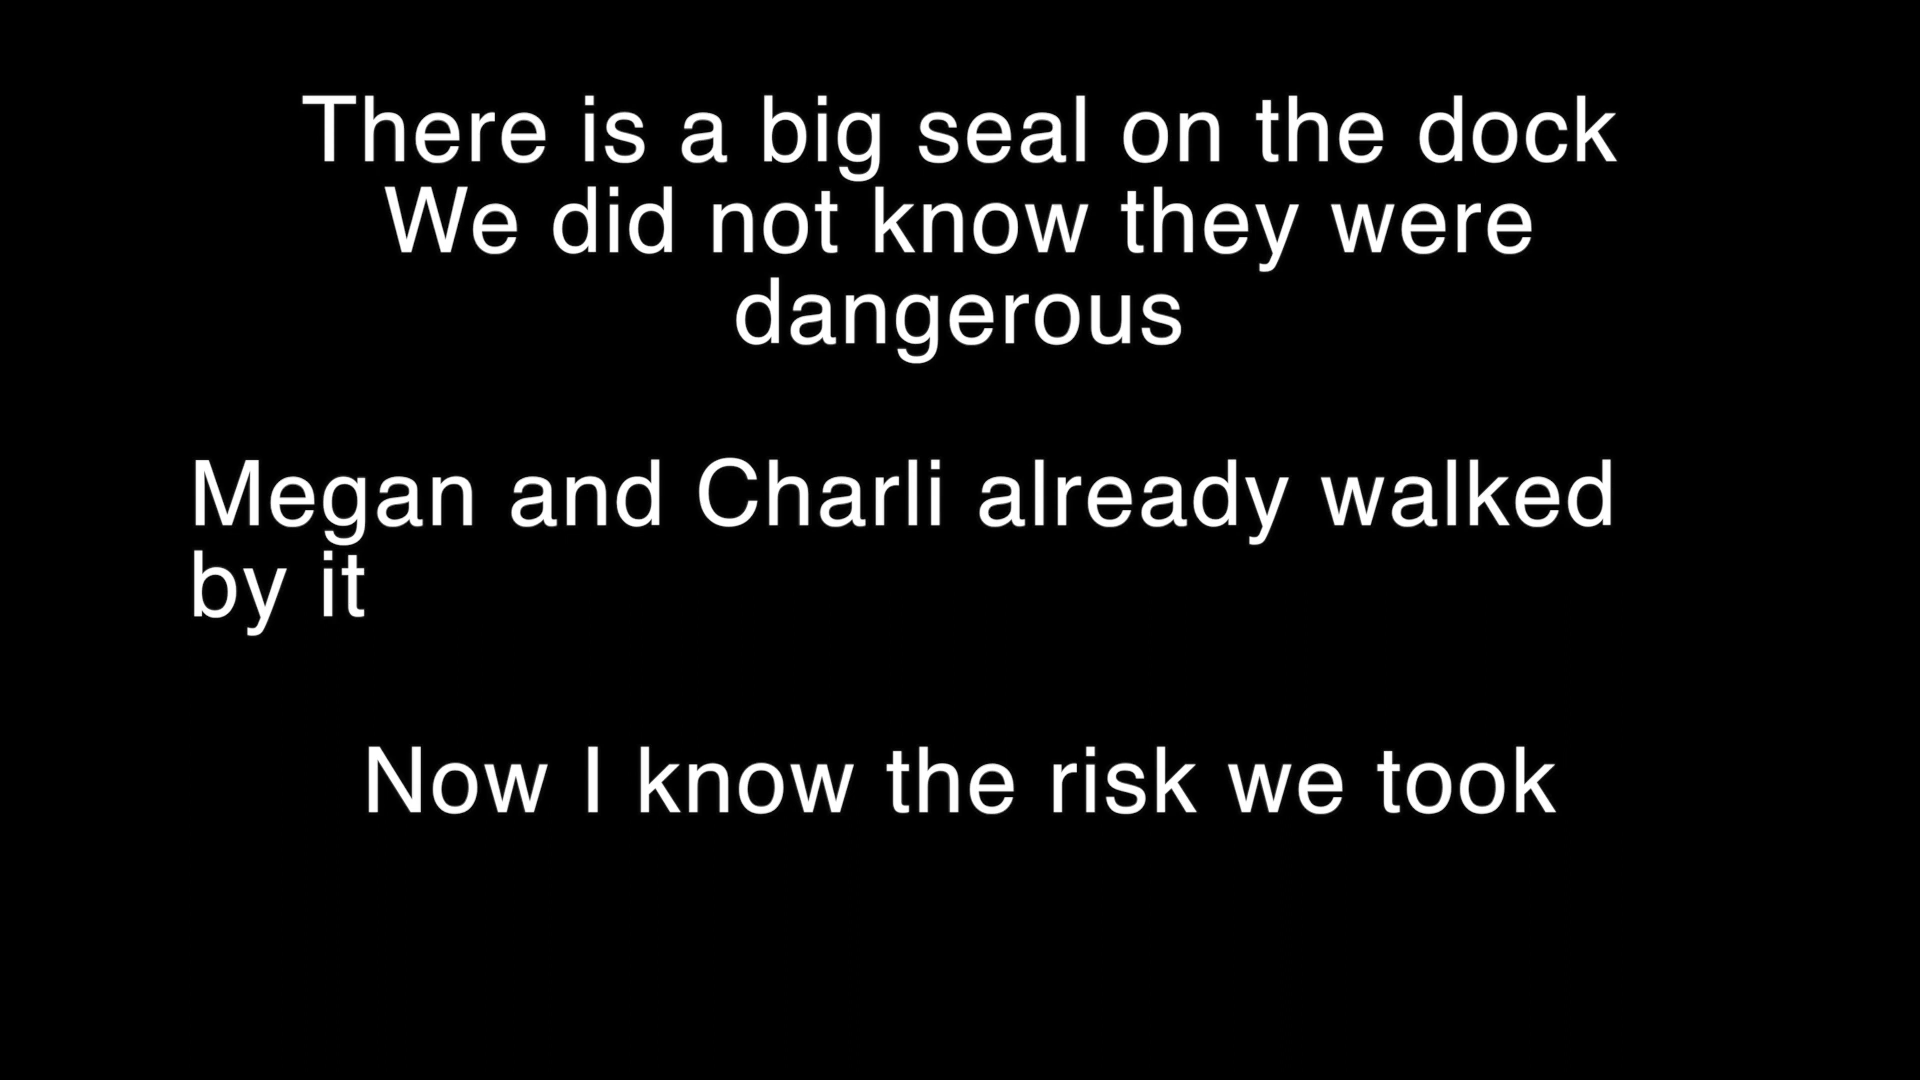 There is a big seal on the dock
We did not know they were
dangerous
Megan and Charli already walked
by it
Now I know the risk we took